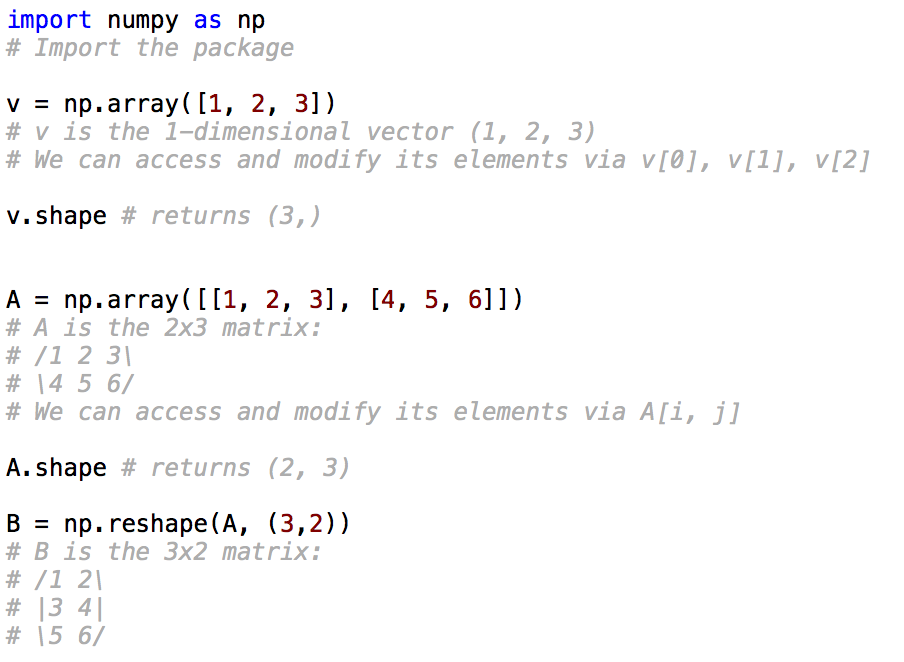 import numpy as np
# Import the package
v = np.array([1, 2, 3])
# v is the 1-dimensional vector (1, 2, 3)
# We can access and modify its elements via v[0], v[1], v[2]
v.shape # returns (3,)
A = np.array([[1, 2, 3], [4, 5, 6]])
# A is the 2x3 matrix:
# /1 2 3\
# \4 5 6/
# We can access and modify its elements via A[i, j]
A.shape # returns (2, 3)
B = np.reshape(A, (3,2))
# B is the 3x2 matrix:
# /1 2\
# |3 4|
# \5 6/